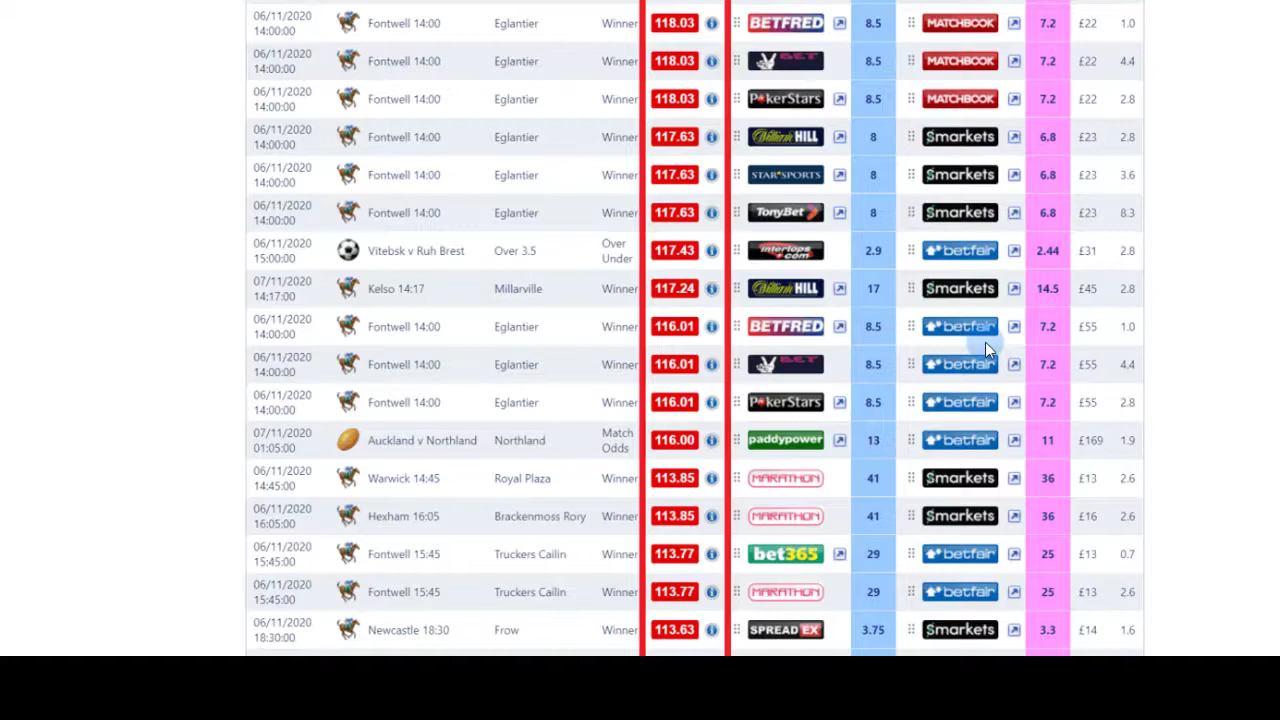 06/11/2020 14:00:00 Fontwell 14:00 Eglantier Winner 118.03 BETFRED 8.5 MATCHBOOK 7.2 £22 1.0
06/11/2020 14:00:00 Fontwell 14:00 Eglantier Winner 118.03 BET 8.5 MATCHBOOK 7.2 £22 4.4
06/11/2020 14:00:00 Fontwell 14:00 Eglantier Winner 118.03 PokerStars 8.5 MATCHBOOK 7.2 £22 2.8
06/11/2020 14:00:00 Fontwell 14:00 Eglantier Winner 117.63 William HILL 8 Smarkets 6.8 £23 1.0
06/11/2020 14:00:00 Fontwell 14:00 Eglantier Winner 117.63 STAR SPORTS 8 Smarkets 6.8 £23 3.6
06/11/2020 14:00:00 Fontwell 14:00 Eglantier Winner 117.63 TonyBet 8 Smarkets 6.8 £23 8.3
06/11/2020 Vitebsk v Rukh Brest Over 3.5 Over Under 117.43 intertops.com 2.9 betfair 2.44 £31 2.8
07/11/2020 14:17:00 Kelso 14:17 Millarville Winner 117.24 William HILL 17 Smarkets 14.5 £45 2.8
06/11/2020 14:00:00 Fontwell 14:00 Eglantier Winner 116.01 BETFRED 8.5 betfair 7.2 £55 1.0
06/11/2020 14:00:00 Fontwell 14:00 Eglantier Winner 116.01 BET 8.5 betfair 7.2 £55 4.4
06/11/2020 14:00:00 Fontwell 14:00 Eglantier Winner 116.01 PokerStars 8.5 betfair 7.2 £55 2.8
07/11/2020 Auckland v Northland Northland Match Odds 116.00 paddypower 13 betfair 11 £169
06/11/2020 14:45:00 Warwick 14:45 Royal Plaza Winner 113.85 MARATHON 41 Smarkets 36 £13 2.6
06/11/2020 16:05:00 Hexham 16:05 Brackenmoss Rory Winner 113.85 MARATHON 41 Smarkets 36 £16 2.6
06/11/2020 15:45:00 Fontwell 15:45 Truckers Cailin Winner 113.77 bet365 29 betfair 25 £13 0.7
06/11/2020 15:45:00 Fontwell 15:45 Truckers Cailin Winner 113.77 MARATHON 29 betfair 25 £13 2.6
06/11/2020 18:30:00 Newcastle 18:30 Frow Winner 113.63 SPREADEX 3.75 Smarkets 3.3